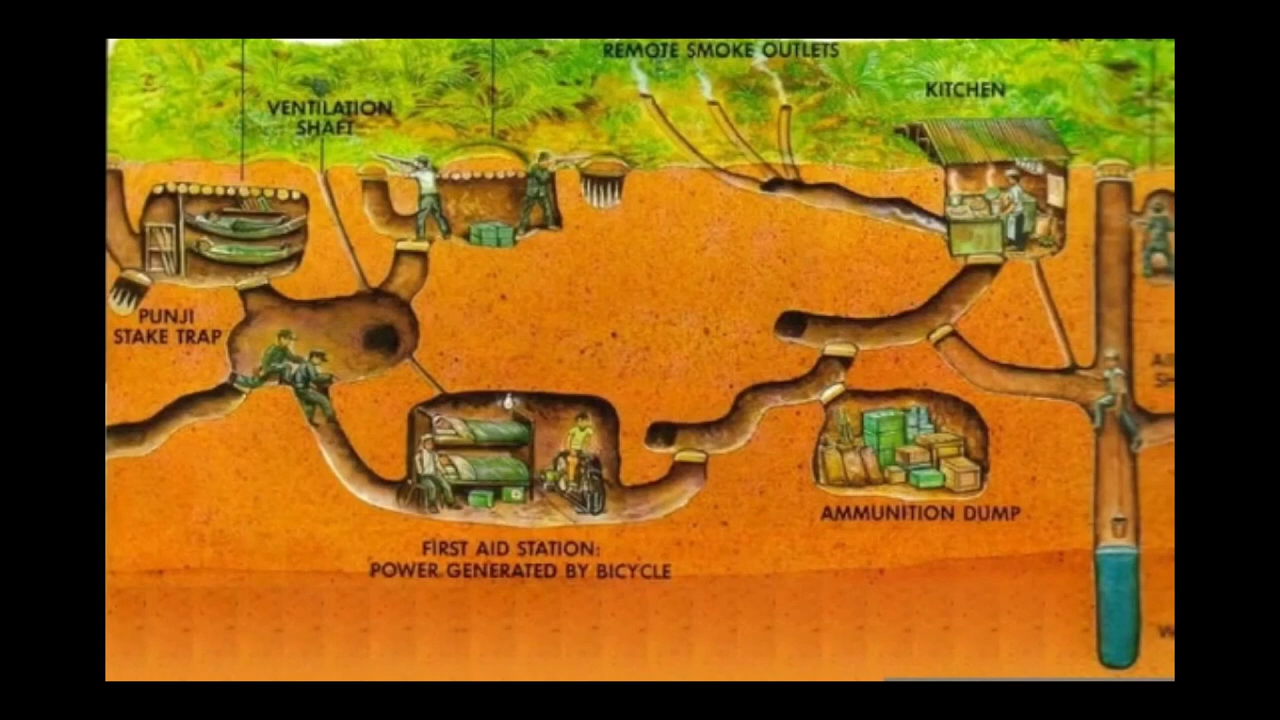 REMOTE SMOKE OUTLETS
KITCHEN
VENTILATION
SHAFT
PUNJI
STAKE TRAP
AMMUNITION DUMP
FIRST AID STATION:
POWER GENERATED BY BICYCLE